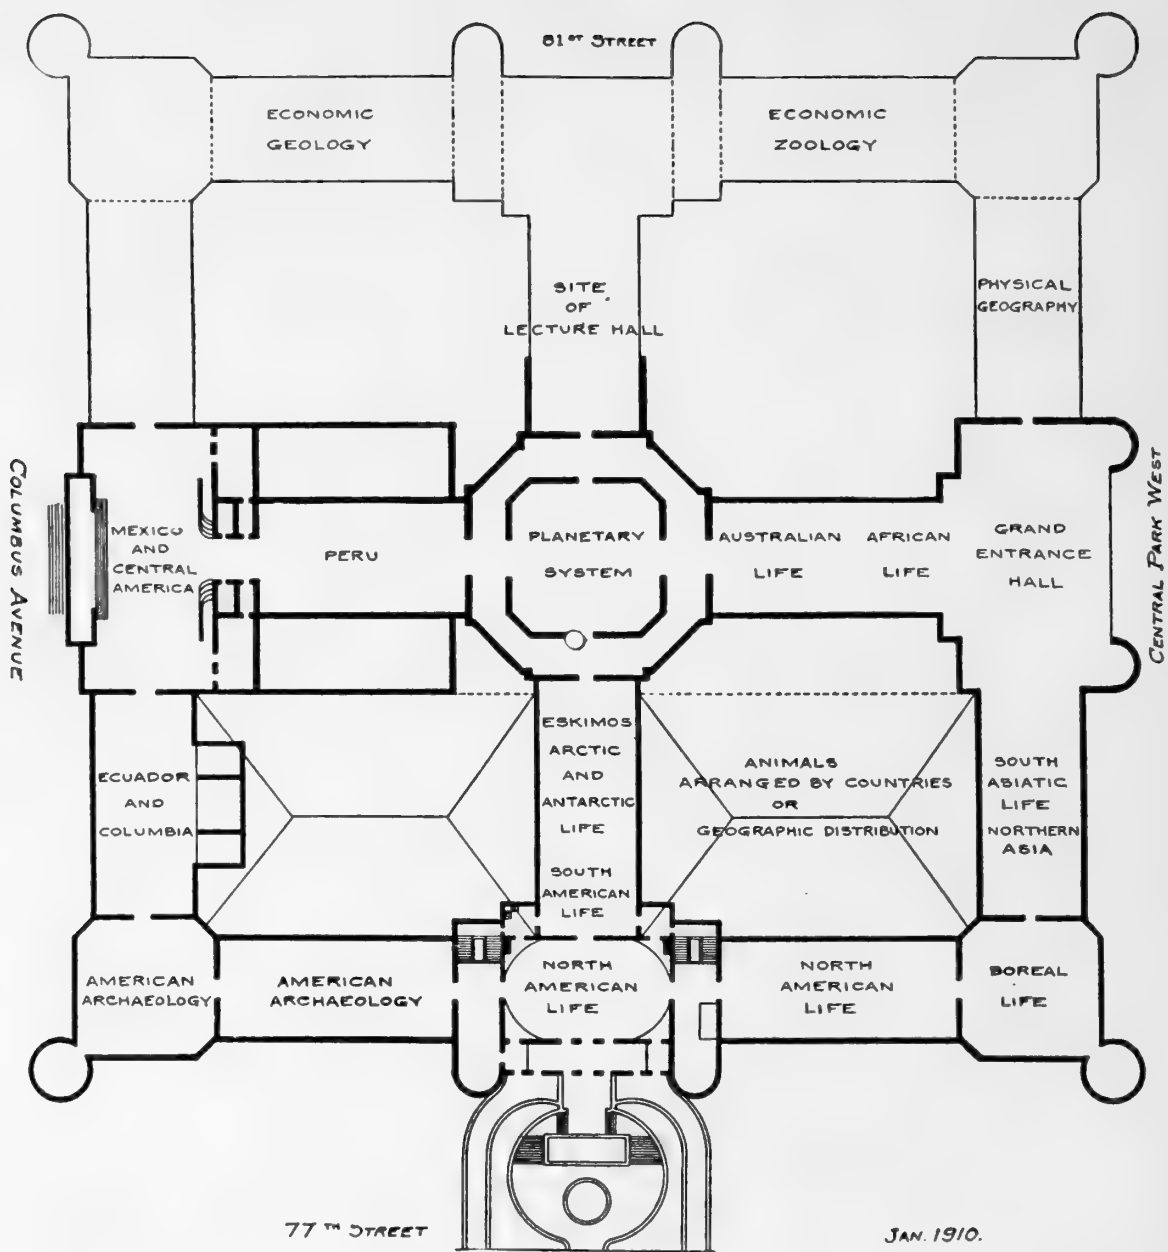 81ST STREET
ECONOMIC
GEOLOGY
ECONOMIC
ZOOLOGY
SITE
OF
LECTURE HALL
PHYSICAL
GEOGRAPHY
COLUMBUS AVENUE
MEXICO
AND
CENTRAL
AMERICA
PERU
PLANETARY
SYSTEM
AUSTRALIAN
LIFE
AFRICAN
LIFE
GRAND
ENTRANCE
HALL
CENTRAL PARK WEST
ECUADOR
AND
COLUMBIA
ESKIMOS
ARCTIC
AND
ANTARCTIC
LIFE
SOUTH
AMERICAN
LIFE
ANIMALS
ARRANGED BY COUNTRIES
OR
GEOGRAPHIC DISTRIBUTION
SOUTH
ASIATIC
LIFE
NORTHERN
ASIA
AMERICAN
ARCHAEOLOGY
AMERICAN
ARCHAEOLOGY
NORTH
AMERICAN
LIFE
NORTH
AMERICAN
LIFE
BOREAL
LIFE
77TH STREET
JAN. 1910.